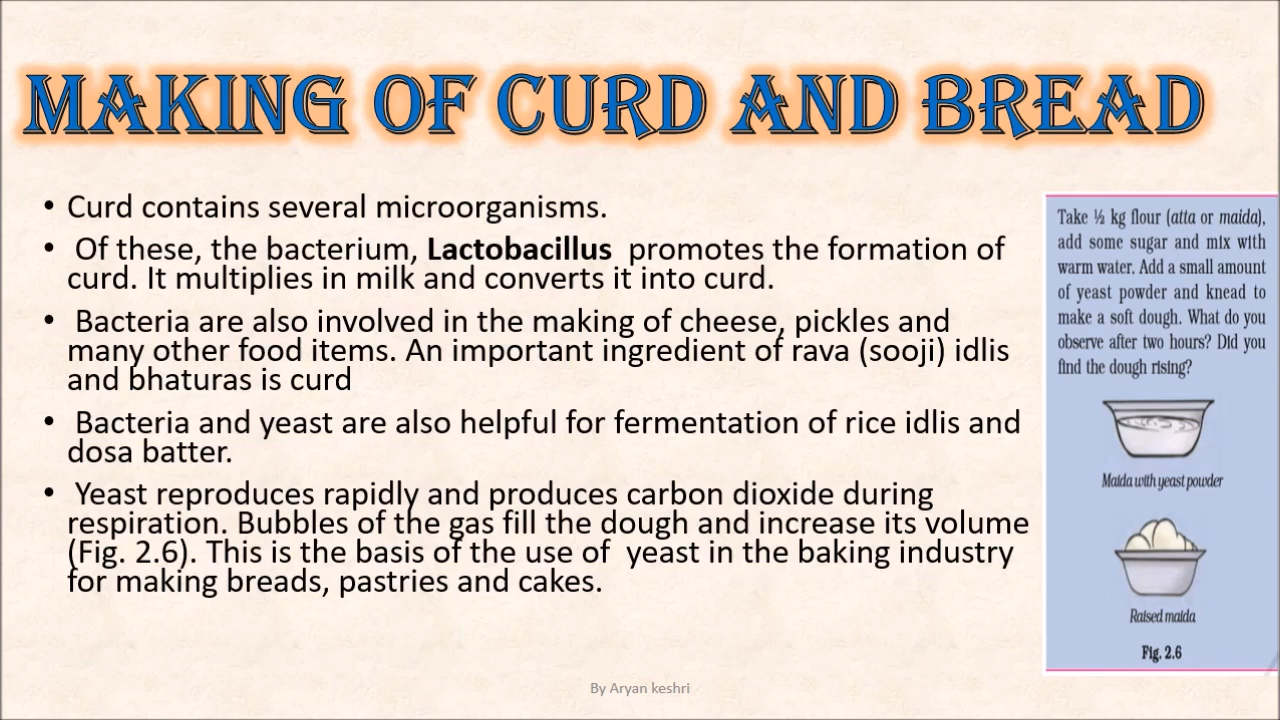 MAKING OF CURD AND BREAD
• Curd contains several microorganisms.
• Of these, the bacterium, Lactobacillus promotes the formation of
curd. It multiplies in milk and converts it into curd.
• Bacteria are also involved in the making of cheese, pickles and
many other food items. An important ingredient of rava (sooji) idlis
and bhaturas is curd
• Bacteria and yeast are also helpful for fermentation of rice idlis and
dosa batter.
• Yeast reproduces rapidly and produces carbon dioxide during
respiration. Bubbles of the gas fill the dough and increase its volume
(Fig. 2.6). This is the basis of the use of yeast in the baking industry
for making breads, pastries and cakes.
Take ½ kg flour (atta or maida),
add some sugar and mix with
warm water. Add a small amount
of yeast powder and knead to
make a soft dough. What do you
observe after two hours? Did you
find the dough rising?
Maida with yeast powder
Raised maida
Fig. 2.6
By Aryan keshri